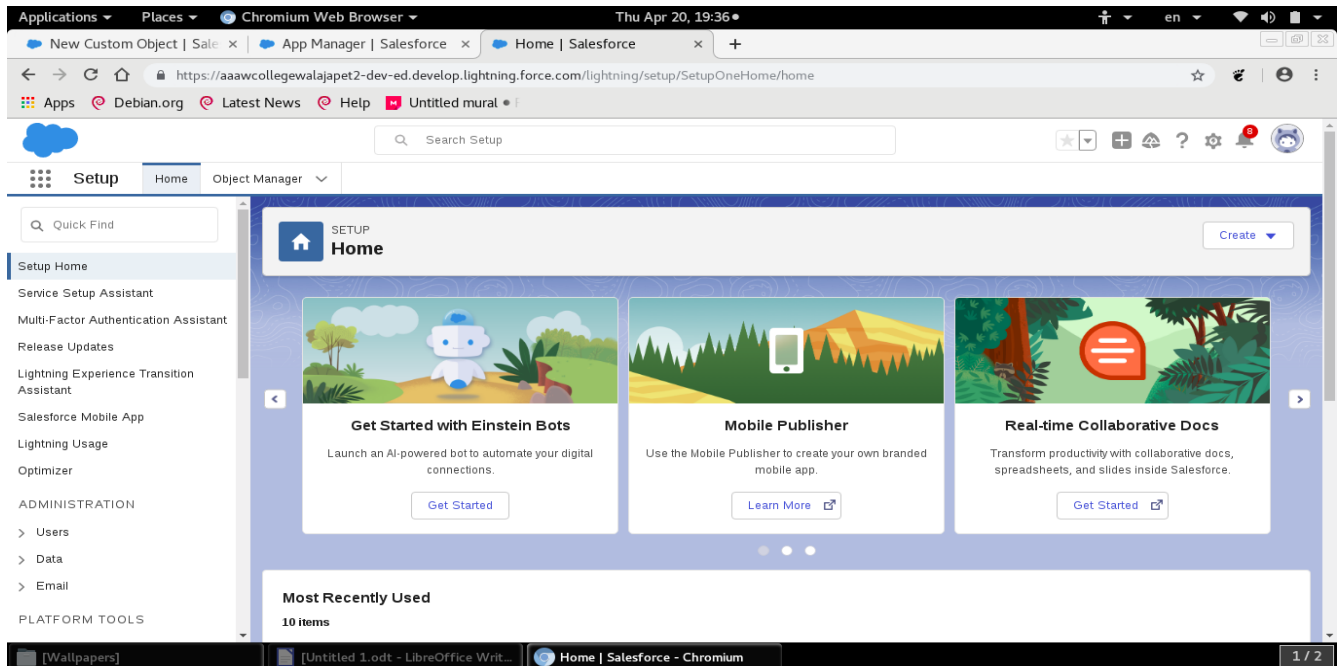 Applications Places Chromium Web Browser Thu Apr 20, 19:36 en
New Custom Object | Sale App Manager | Salesforce Home | Salesforce
https://aaawcollegewalajapet2-dev-ed.develop.lightning.force.com/lightning/setup/SetupOneHome/home
Apps Debian.org Latest News Help Untitled mural •
Search Setup
8
Setup Home Object Manager
Quick Find
SETUP
Home
Create
Setup Home
Service Setup Assistant
Multi-Factor Authentication Assistant
Release Updates
Lightning Experience Transition
Assistant
Salesforce Mobile App
Lightning Usage
Optimizer
ADMINISTRATION
Users
Data
Email
PLATFORM TOOLS
Get Started with Einstein Bots
Launch an AI-powered bot to automate your digital
connections.
Get Started
Mobile Publisher
Use the Mobile Publisher to create your own branded
mobile app.
Learn More
Real-time Collaborative Docs
Transform productivity with collaborative docs,
spreadsheets, and slides inside Salesforce.
Get Started
Most Recently Used
10 items
[Wallpapers] [Untitled 1.odt - LibreOffice Writ... Home | Salesforce - Chromium 1 / 2